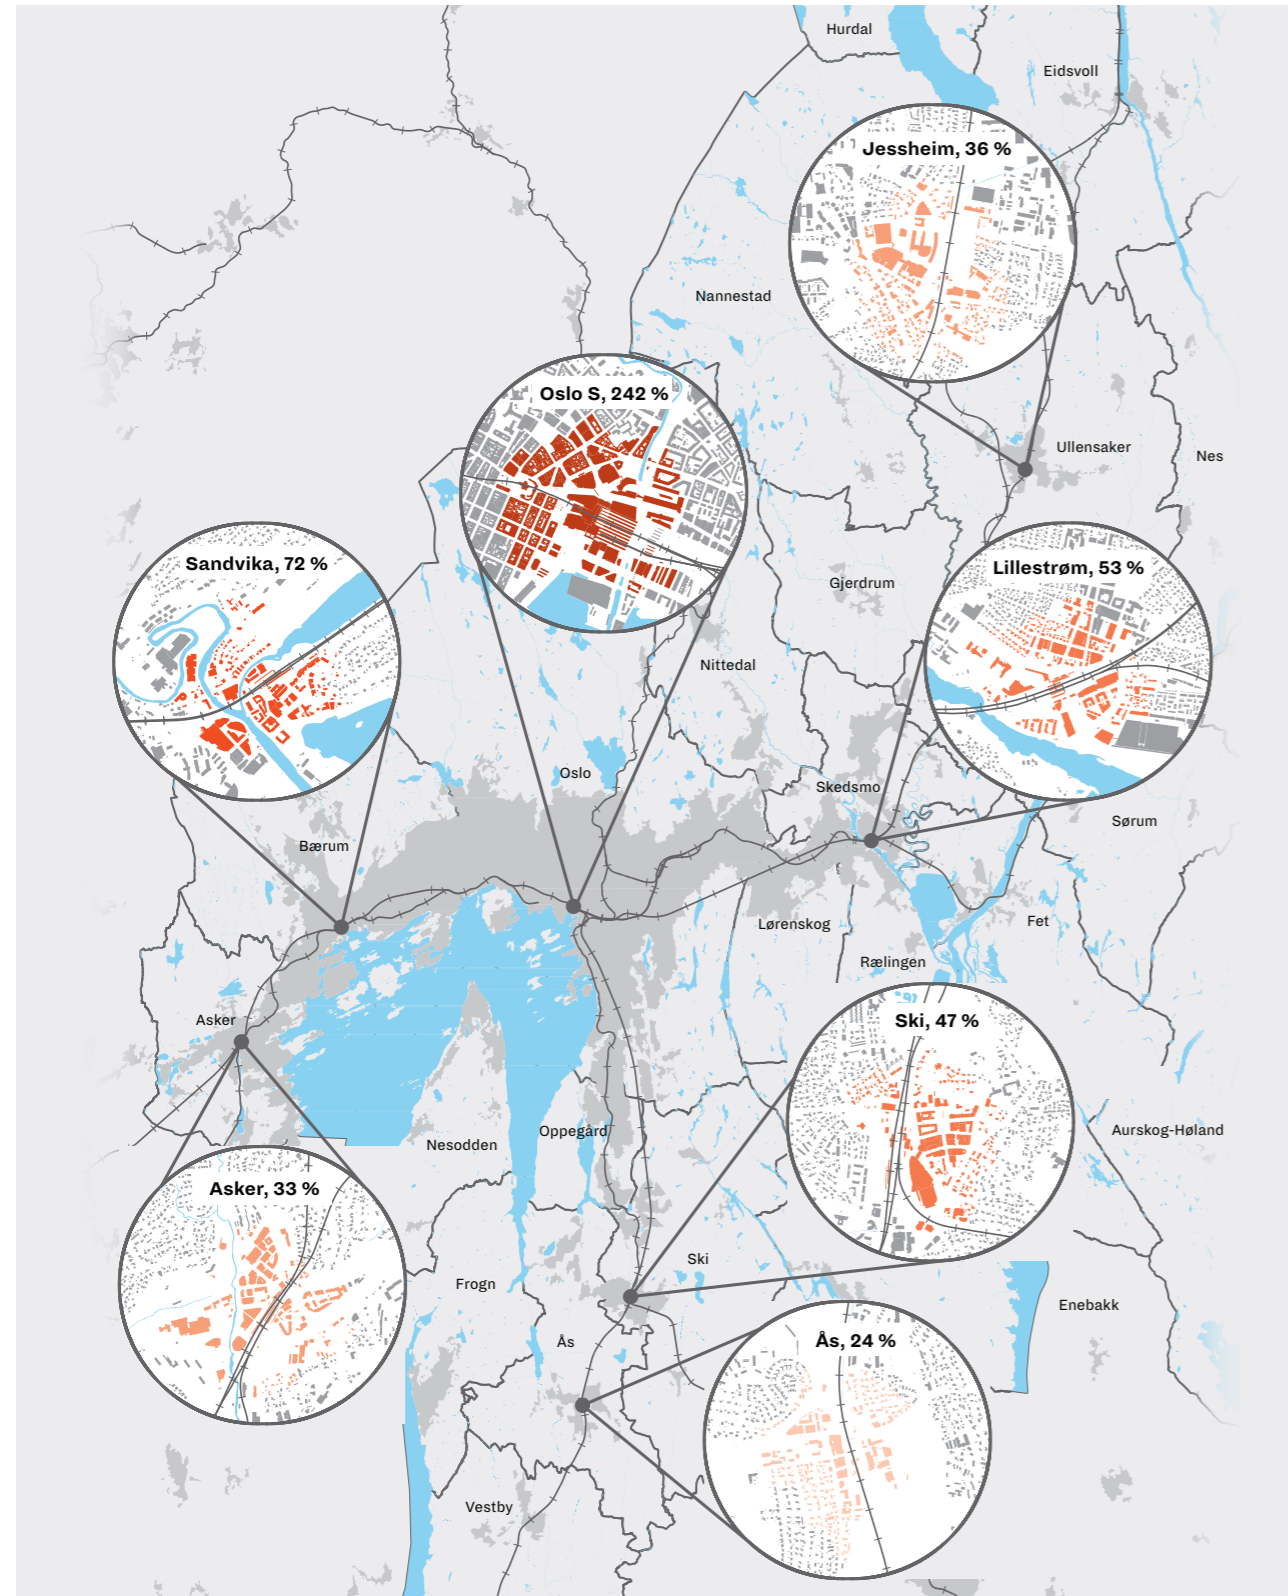 Hurdal
Eidsvoll
Jessheim, 36 %
Nannestad
Oslo S, 242 %
Ullensaker
Nes
Sandvika, 72 %
Lillestrøm, 53 %
Gjerdrum
Nittedal
Oslo
Skedsmo
Sørum
Bærum
Lørenskog
Fet
Rælingen
Asker
Ski, 47 %
Nesodden
Oppegård
Aurskog-Høland
Asker, 33 %
Ski
Frogn
Enebakk
Ås
Ås, 24 %
Vestby